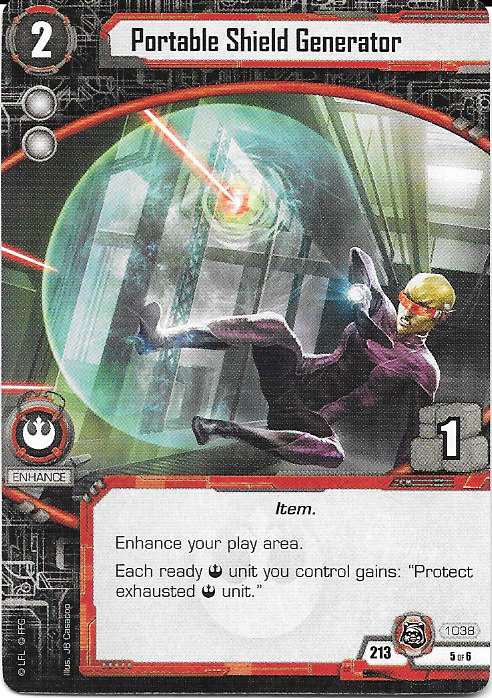 2
Portable Shield Generator
ENHANCE
1
Item.
Enhance your play area.
Each ready unit you control gains: “Protect
exhausted unit.”
© LFL © FFG
Illus. JB Casacop
213
1038
5 OF 6